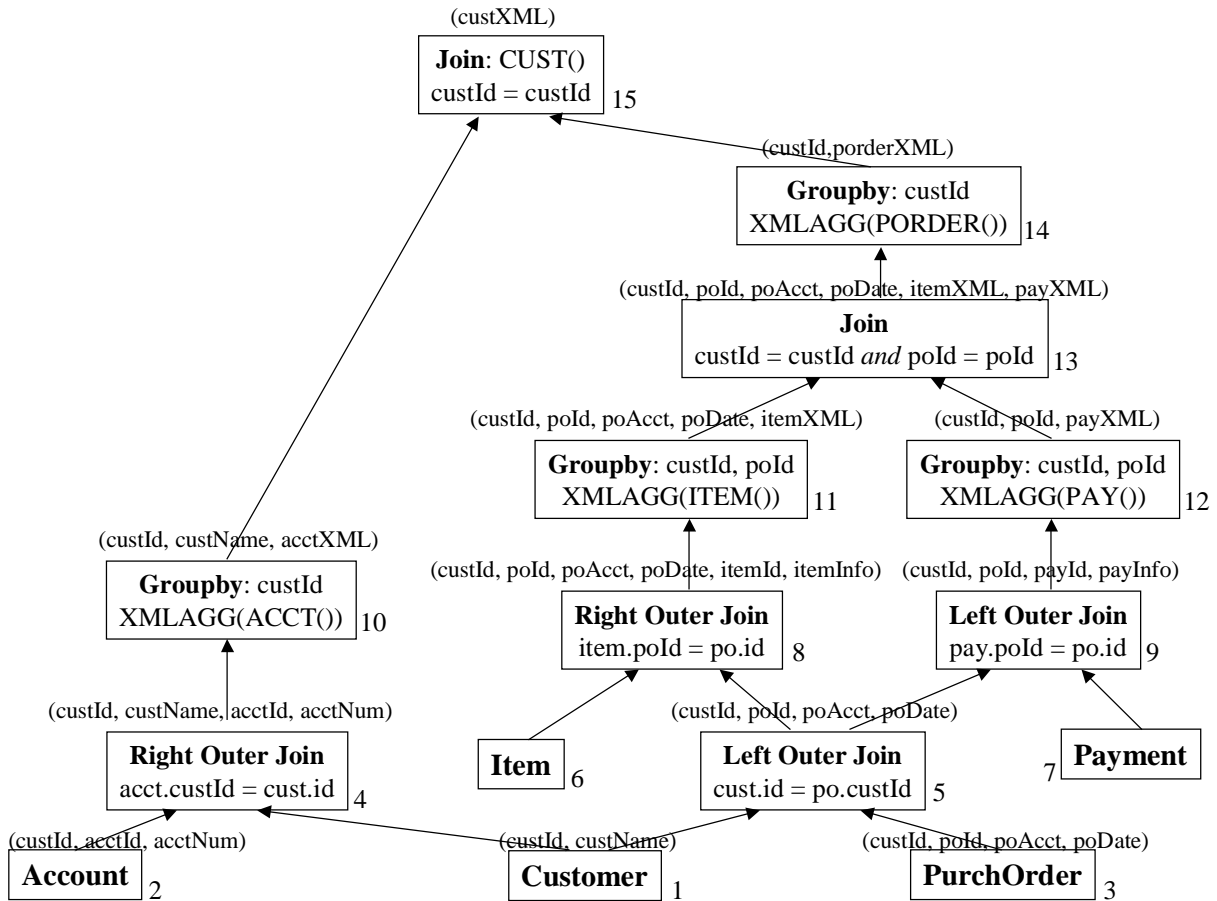 (custXML)
Join: CUST()
custId = custId
15
(custId,porderXML)
Groupby: custId
XMLAGG(PORDER())
14
(custId, poId, poAcct, poDate, itemXML, payXML)
Join
custId = custId and poId = poId
13
(custId, poId, poAcct, poDate, itemXML)
(custId, poId, payXML)
Groupby: custId, poId
XMLAGG(ITEM())
11
Groupby: custId, poId
XMLAGG(PAY())
12
(custId, custName, acctXML)
Groupby: custId
XMLAGG(ACCT())
10
(custId, poId, poAcct, poDate, itemId, itemInfo)
(custId, poId, payId, payInfo)
Right Outer Join
item.poId = po.id
8
Left Outer Join
pay.poId = po.id
9
(custId, custName, acctId, acctNum)
(custId, poId, poAcct, poDate)
Right Outer Join
acct.custId = cust.id
4
Item
6
Left Outer Join
cust.id = po.custId
5
7
Payment
(custId, acctId, acctNum)
(custId, custName)
(custId, poId, poAcct, poDate)
Account
2
Customer
1
PurchOrder
3